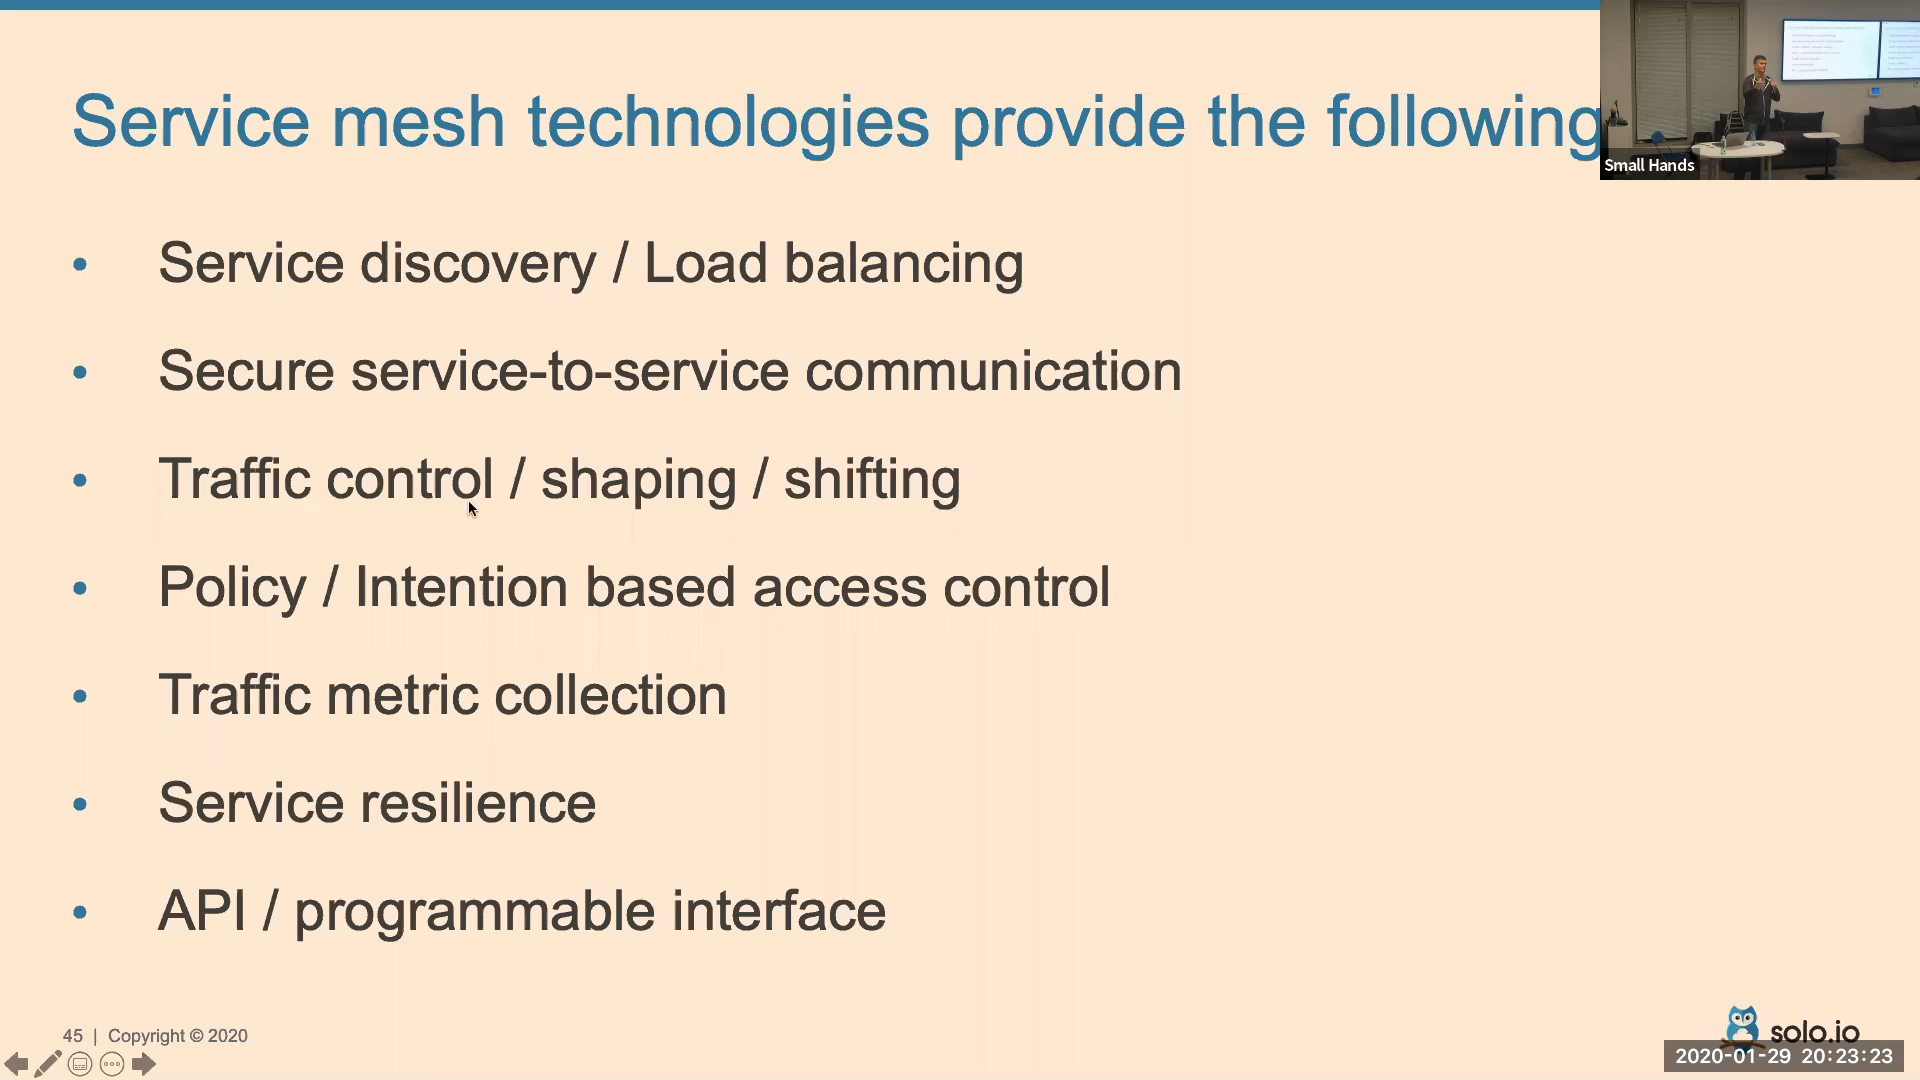 Service mesh technologies provide the following
Small Hands
• Service discovery / Load balancing
• Secure service-to-service communication
• Traffic control / shaping / shifting
• Policy / Intention based access control
• Traffic metric collection
• Service resilience
• API / programmable interface
45 | Copyright © 2020
solo.io
2020-01-29 20:23:23